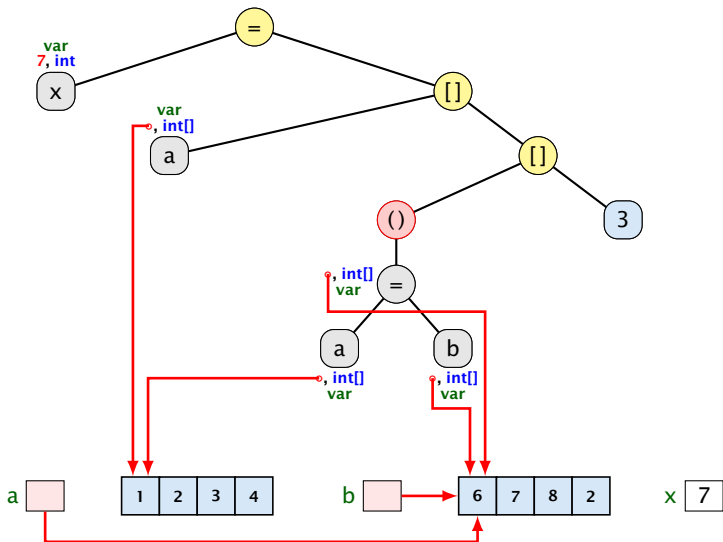 =
var
7, int
x
[]
var
, int[]
a
[]
()
3
, int[]
var
=
a
b
, int[]
var
, int[]
var
a
1 2 3 4
b
6 7 8 2
x 7